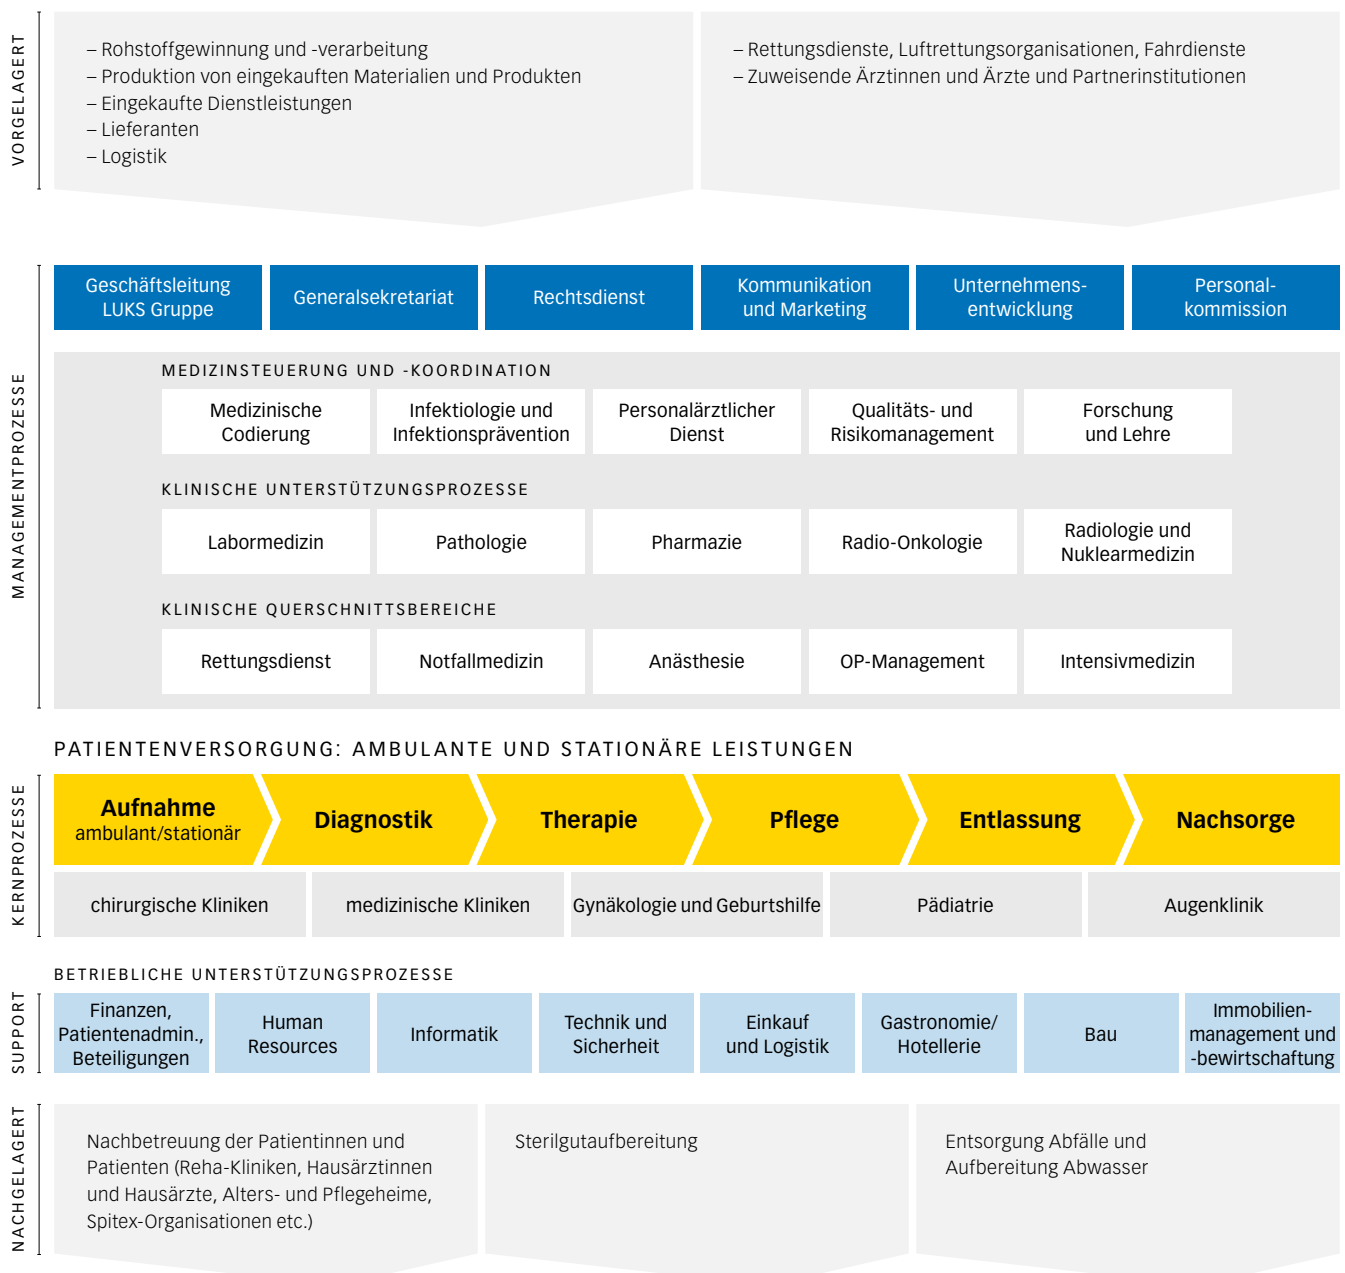 VORGELAGERT
– Rohstoffgewinnung und -verarbeitung
– Produktion von eingekauften Materialien und Produkten
– Eingekaufte Dienstleistungen
– Lieferanten
– Logistik
– Rettungsdienste, Luftrettungsorganisationen, Fahrdienste
– Zuweisende Ärztinnen und Ärzte und Partnerinstitutionen
MANAGEMENTPROZESSE
Geschäftsleitung
LUKS Gruppe
Generalsekretariat
Rechtsdienst
Kommunikation
und Marketing
Unternehmens-
entwicklung
Personal-
kommission
MEDIZINSTEUERUNG UND -KOORDINATION
Medizinische
Codierung
Infektiologie und
Infektionsprävention
Personalärztlicher
Dienst
Qualitäts- und
Risikomanagement
Forschung
und Lehre
KLINISCHE UNTERSTÜTZUNGSPROZESSE
Labormedizin
Pathologie
Pharmazie
Radio-Onkologie
Radiologie und
Nuklearmedizin
KLINISCHE QUERSCHNITTSBEREICHE
Rettungsdienst
Notfallmedizin
Anästhesie
OP-Management
Intensivmedizin
PATIENTENVERSORGUNG: AMBULANTE UND STATIONÄRE LEISTUNGEN
KERNPROZESSE
Aufnahme
ambulant/stationär
Diagnostik
Therapie
Pflege
Entlassung
Nachsorge
chirurgische Kliniken
medizinische Kliniken
Gynäkologie und Geburtshilfe
Pädiatrie
Augenklinik
BETRIEBLICHE UNTERSTÜTZUNGSPROZESSE
SUPPORT
Finanzen,
Patientenadmin.,
Beteiligungen
Human
Resources
Informatik
Technik und
Sicherheit
Einkauf
und Logistik
Gastronomie/
Hotellerie
Bau
Immobilien-
management und
-bewirtschaftung
NACHGELAGERT
Nachbetreuung der Patientinnen und
Patienten (Reha-Kliniken, Hausärztinnen
und Hausärzte, Alters- und Pflegeheime,
Spitex-Organisationen etc.)
Sterilgutaufbereitung
Entsorgung Abfälle und
Aufbereitung Abwasser